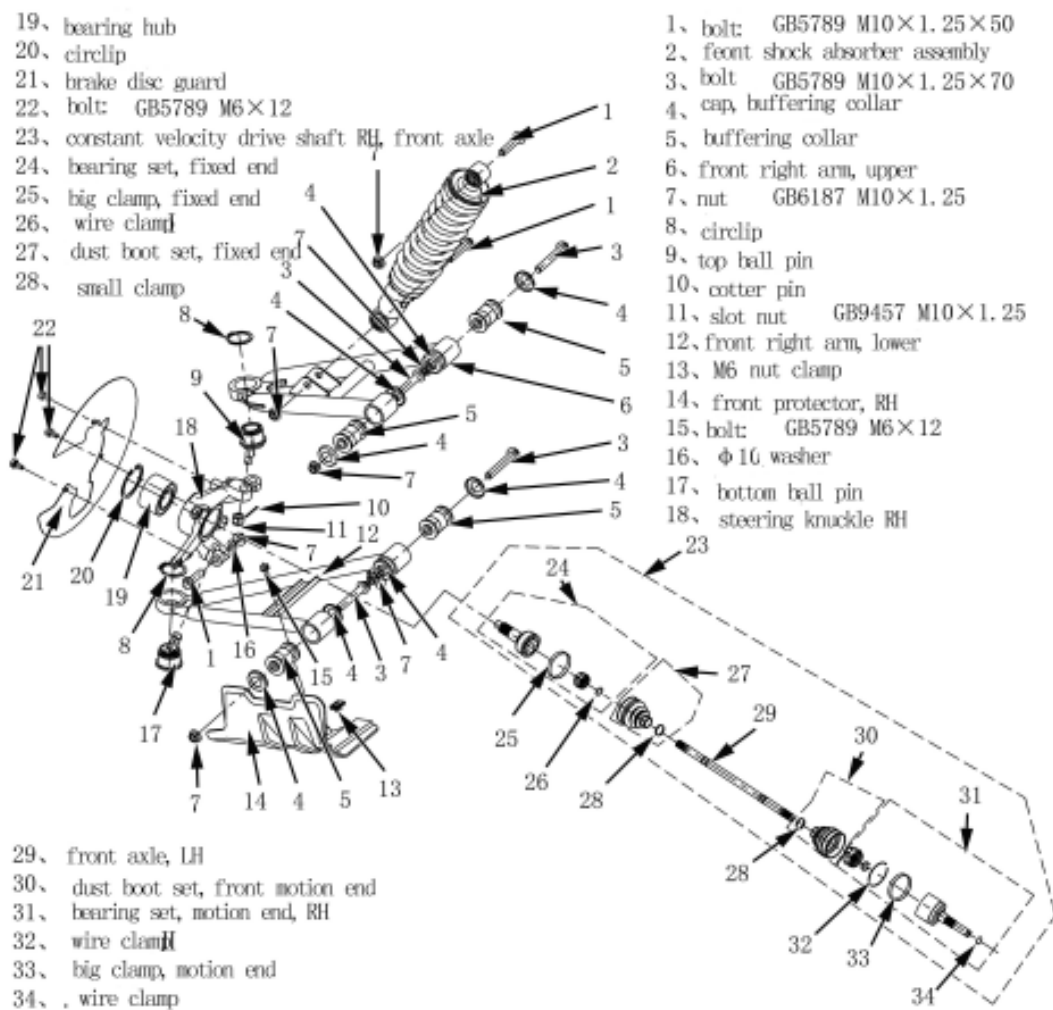 19、bearing hub
20、circlip
21、brake disc guard
22、bolt: GB5789 M6×12
23、constant velocity drive shaft RH, front axle
24、bearing set, fixed end
25、big clamp, fixed end
26、wire clampⅠ
27、dust boot set, fixed end
28、small clamp
1、bolt: GB5789 M10×1.25×50
2、feont shock absorber assembly
3、bolt GB5789 M10×1.25×70
4、cap, buffering collar
5、buffering collar
6、front right arm, upper
7、nut GB6187 M10×1.25
8、circlip
9、top ball pin
10、cotter pin
11、slot nut GB9457 M10×1.25
12、front right arm, lower
13、M6 nut clamp
14、front protector, RH
15、bolt: GB5789 M6×12
16、Φ10 washer
17、bottom ball pin
18、steering knuckle RH
1
7
2
4
1
7
3
3
4
8
4
22
7
5
9
5
6
18
4
3
7
4
10
5
11
12
23
7
24
21
20
19
8
1
16
15
4
3
7
4
27
25
29
17
26
30
28
7
14
4
5
13
31
28
32
33
34
29、front axle, LH
30、dust boot set, front motion end
31、bearing set, motion end, RH
32、wire clampⅡ
33、big clamp, motion end
34、. wire clamp